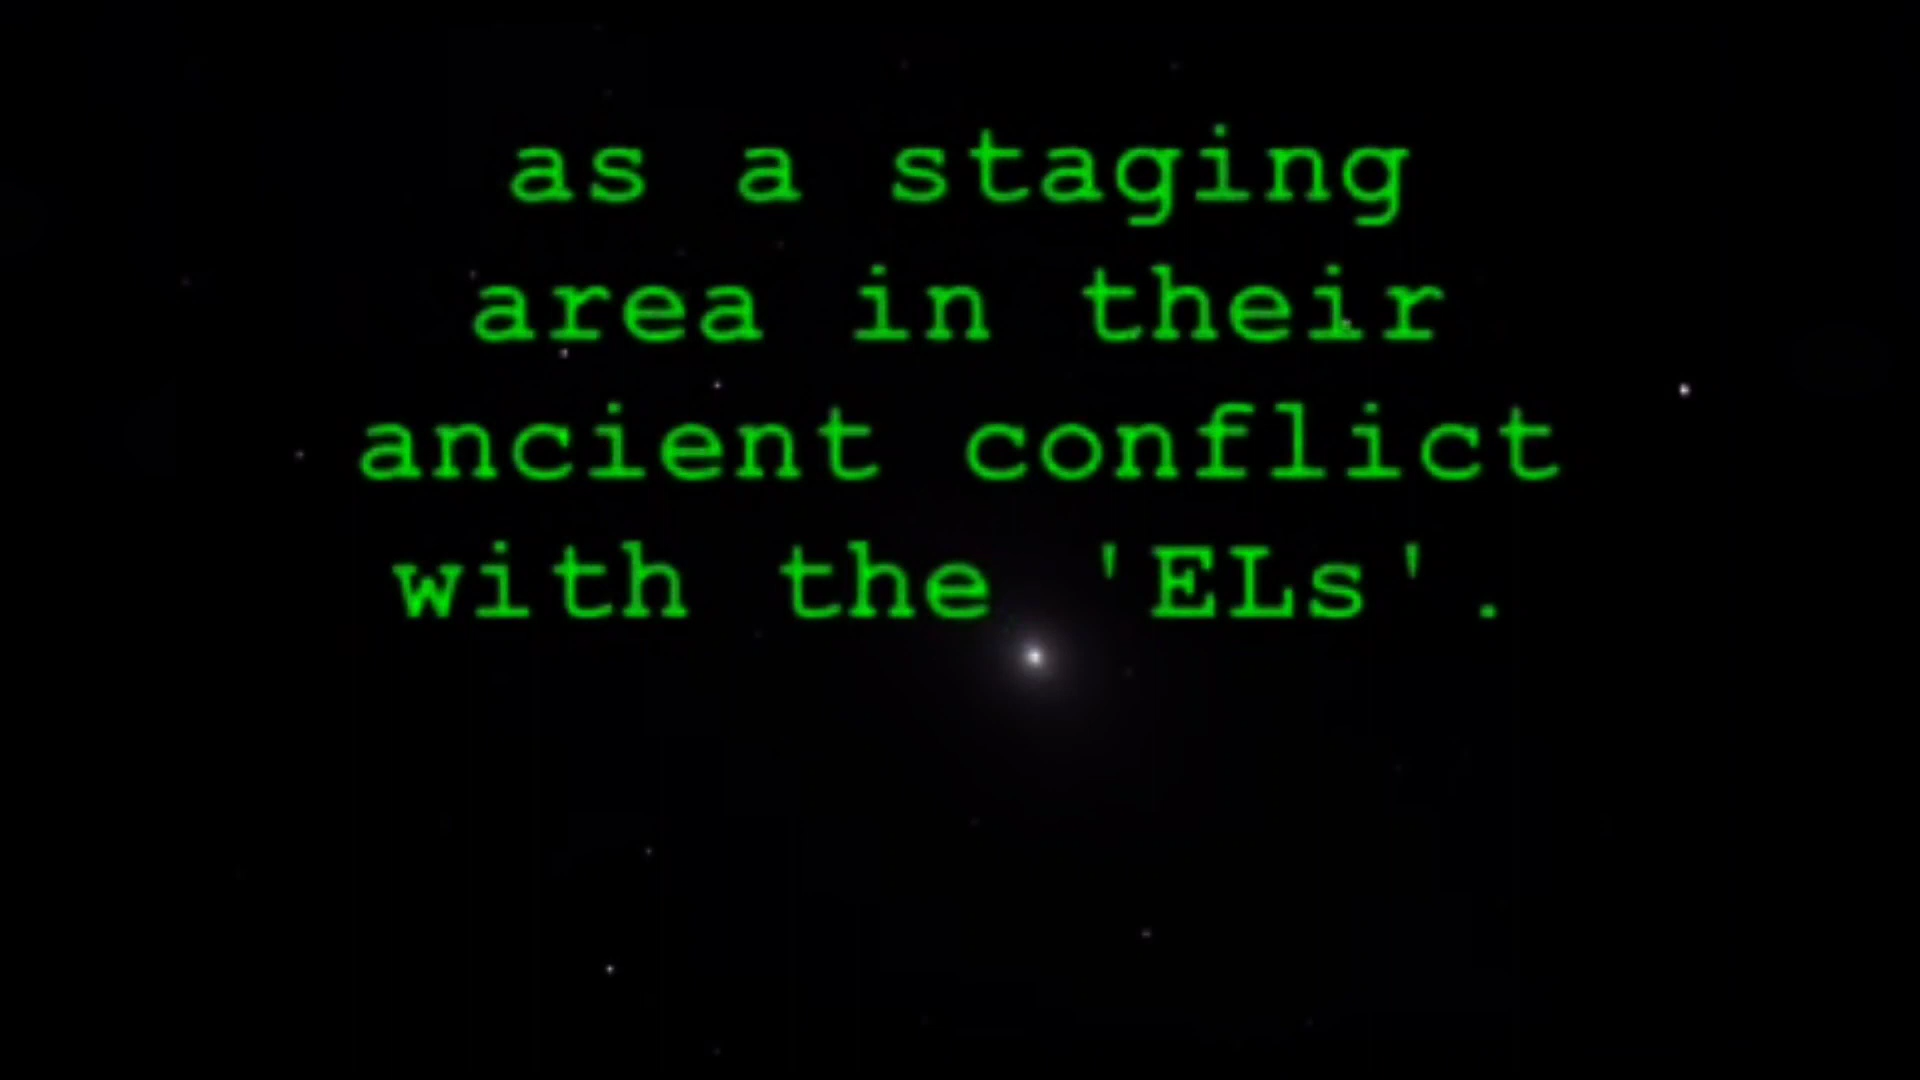 as a staging
area in their
ancient conflict
with the 'ELs'.